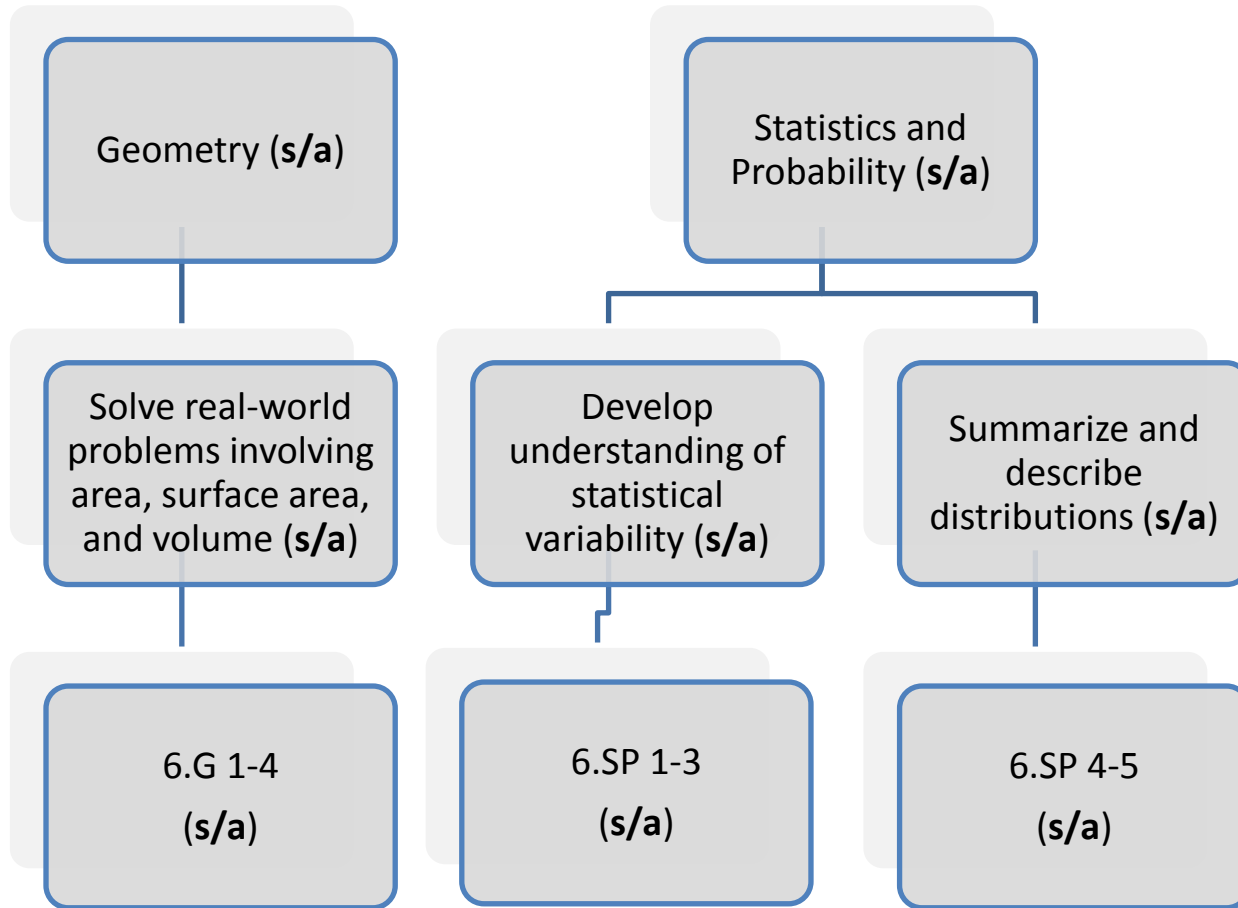 Geometry (s/a)
Statistics and
Probability (s/a)
Solve real-world
problems involving
area, surface area,
and volume (s/a)
Develop
understanding of
statistical
variability (s/a)
Summarize and
describe
distributions (s/a)
6.G 1-4
(s/a)
6.SP 1-3
(s/a)
6.SP 4-5
(s/a)